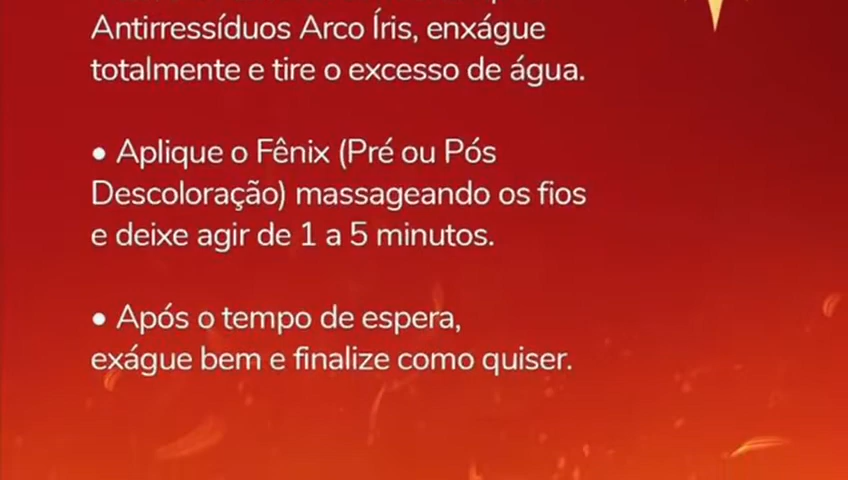 Antirressíduos Arco Íris, enxágue
totalmente e tire o excesso de água.
• Aplique o Fênix (Pré ou Pós
Descoloração) massageando os fios
e deixe agir de 1 a 5 minutos.
• Após o tempo de espera,
exágue bem e finalize como quiser.